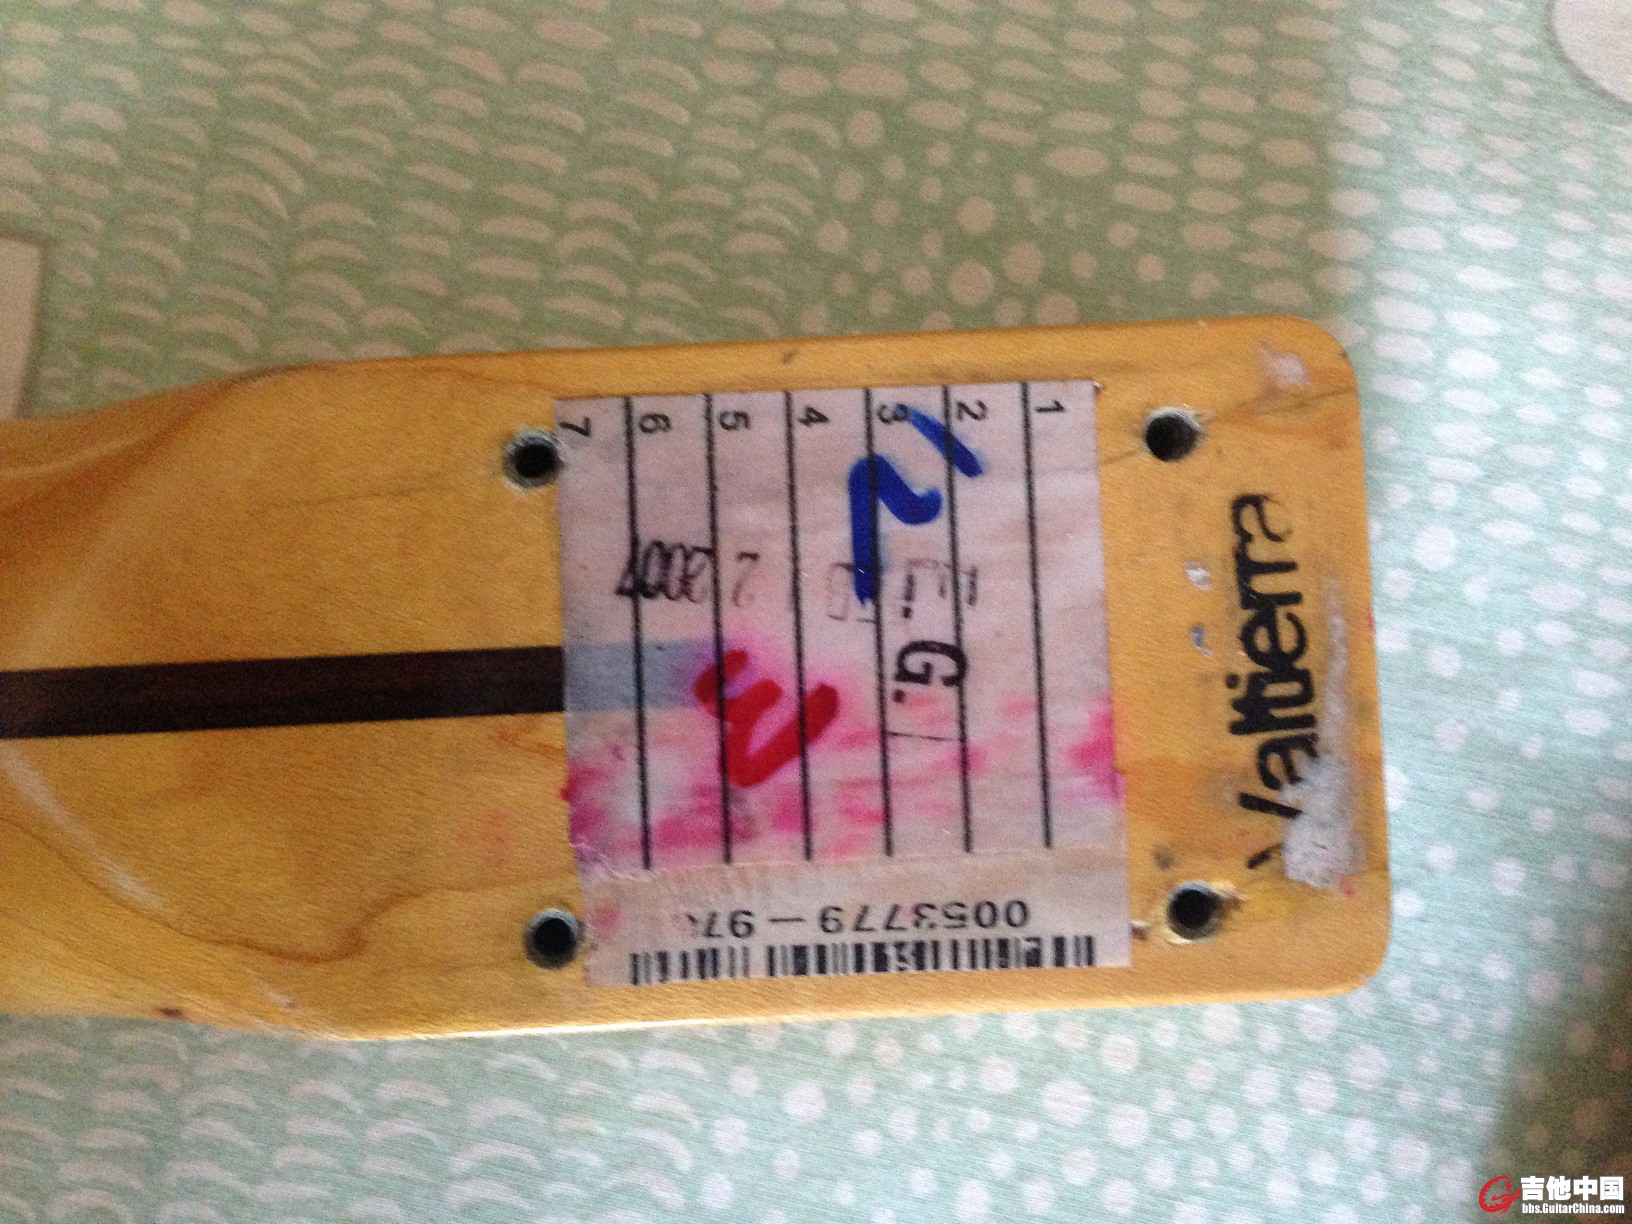 1
2
3
4
5
6
7
12
E. G.
2 2007
0053779-97
Valtierra
吉他中国
bbs.GuitarChina.com